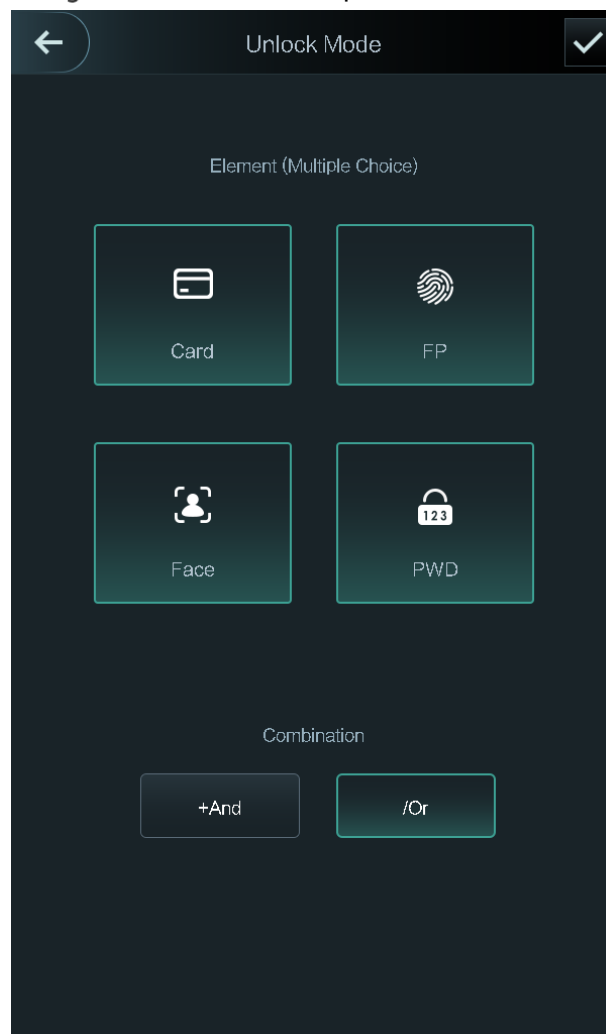 Unlock Mode
Element (Multiple Choice)
Card
FP
Face
123
PWD
Combination
+And
/Or